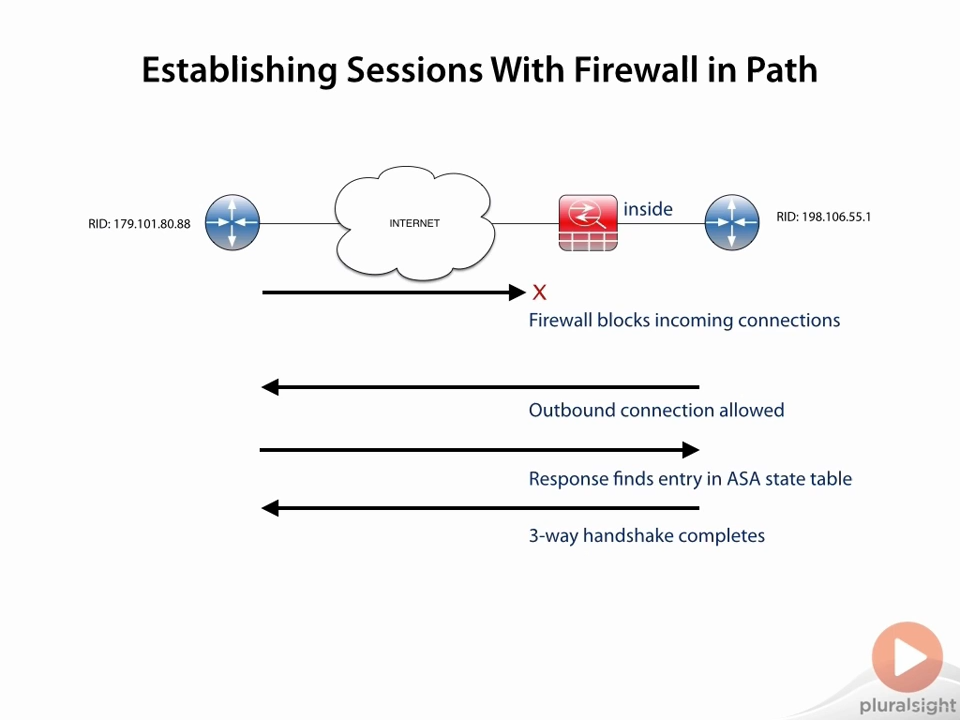 Establishing Sessions With Firewall in Path
RID: 179.101.80.88
INTERNET
inside
RID: 198.106.55.1
X
Firewall blocks incoming connections
Outbound connection allowed
Response finds entry in ASA state table
3-way handshake completes
pluralsight